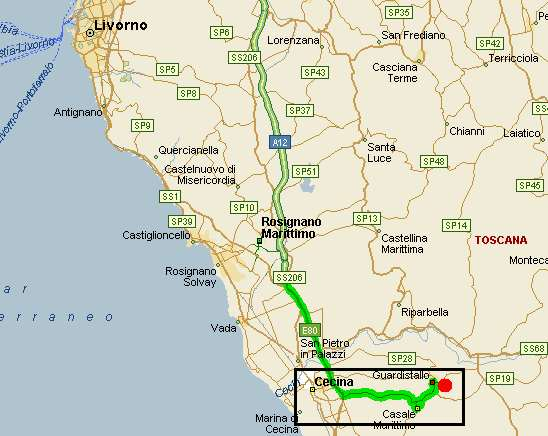 SP35
SP6
Livorno
Lorenzana
San Frediano
SP42
SS206
Terricciola
Casciana
Terme
SP5
SP43
SP8
Antignano
SP37
SP9
Chianni
Laiatico
A12
Santa
Luce
Quercianella
SP48
Castelnuovo di
Misericordia
SP51
SP45
SS1
SP10
SP39
Rosignano
Marittimo
SP13
SP14
Castiglioncello
Castellina
Marittima
TOSCANA
Rosignano
Solvay
SS206
Riparbella
Vada
E80
San Pietro
in Palazzi
SS68
SP28
Guardistallo
SP19
Cecina
Marina di
Cecina
Casale
Marittimo